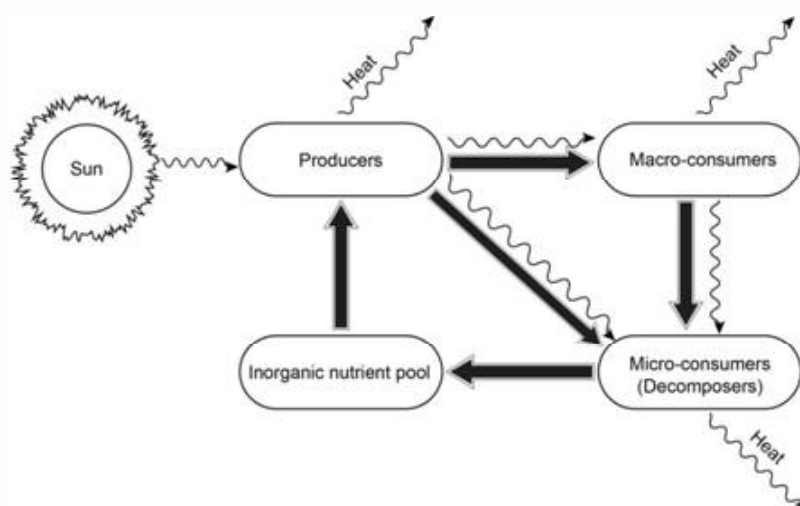 Heat
Heat
Sun
Producers
Macro-consumers
Inorganic nutrient pool
Micro-consumers
(Decomposers)
Heat